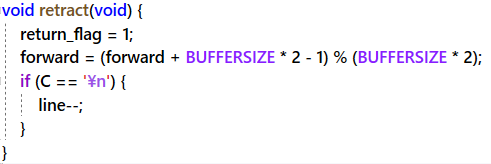 void retract(void) {
return_flag = 1;
forward = (forward + BUFFERSIZE * 2 - 1) % (BUFFERSIZE * 2);
if (C == '¥n') {
line--;
}
}